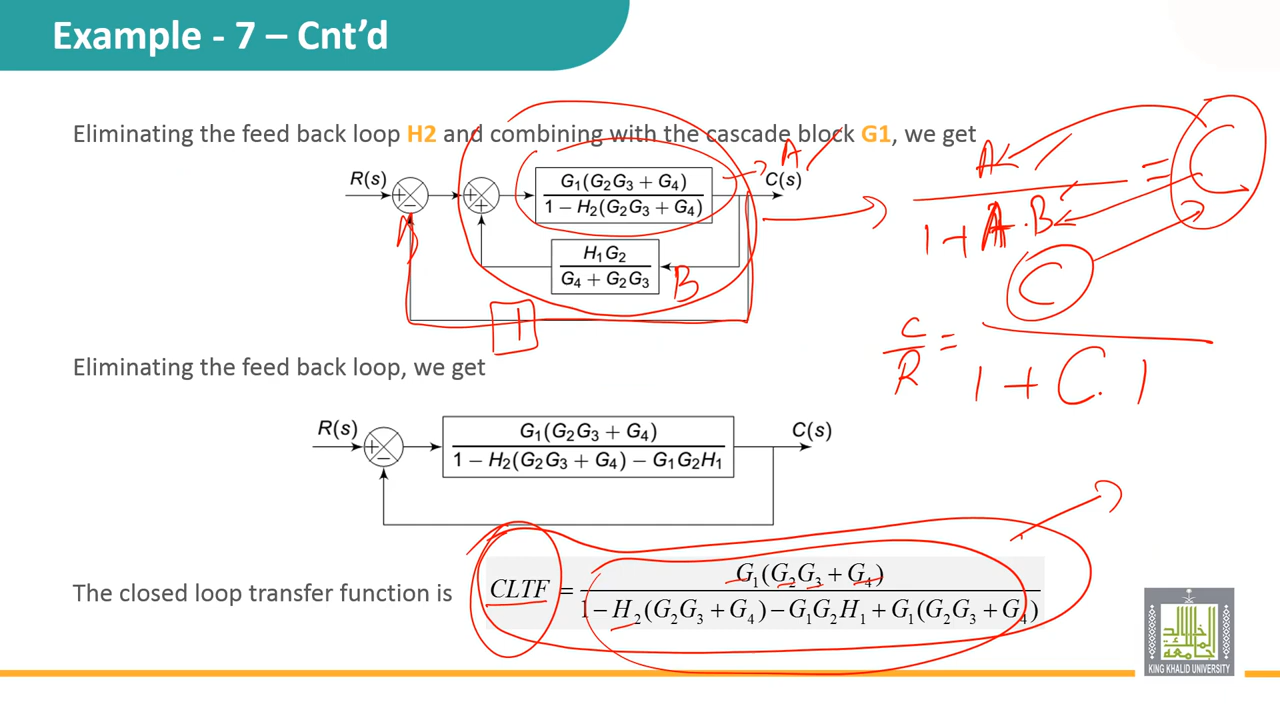 Example - 7 – Cnt’d
Eliminating the feed back loop H2 and combining with the cascade block G1, we get
R(s) + − + + G₁(G₂G₃ + G₄) / 1 − H₂(G₂G₃ + G₄) C(s)
H₁G₂ / G₄ + G₂G₃
A
B
1
A / 1 + A.B = C
C/R = C / 1 + C.1
Eliminating the feed back loop, we get
R(s) + − G₁(G₂G₃ + G₄) / 1 − H₂(G₂G₃ + G₄) − G₁G₂H₁ C(s)
The closed loop transfer function is CLTF = G₁(G₂G₃ + G₄) / 1 − H₂(G₂G₃ + G₄) − G₁G₂H₁ + G₁(G₂G₃ + G₄)
KING KHALID UNIVERSITY